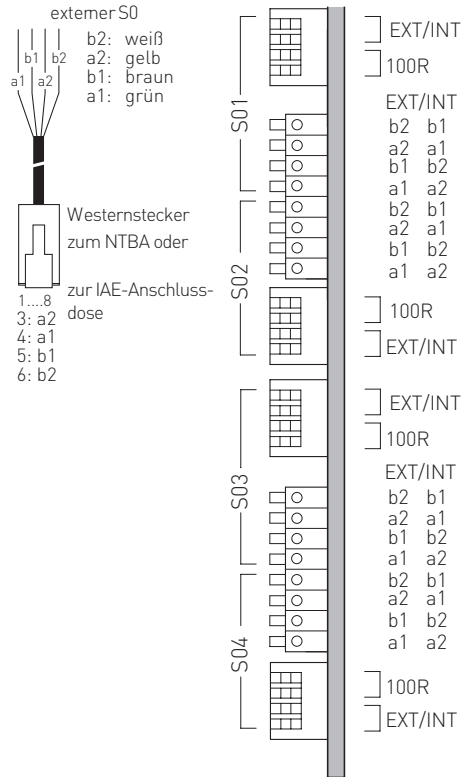 externer S0
b2: weiß
a2: gelb
b1: braun
a1: grün
b1 b2
a1 a2
Westernstecker
zum NTBA oder
zur IAE-Anschluss-
dose
1....8
3: a2
4: a1
5: b1
6: b2
S01
EXT/INT
100R
EXT/INT
b2 b1
a2 a1
b1 b2
a1 a2
S02
b2 b1
a2 a1
b1 b2
a1 a2
100R
EXT/INT
S03
EXT/INT
100R
EXT/INT
b2 b1
a2 a1
b1 b2
a1 a2
S04
b2 b1
a2 a1
b1 b2
a1 a2
100R
EXT/INT